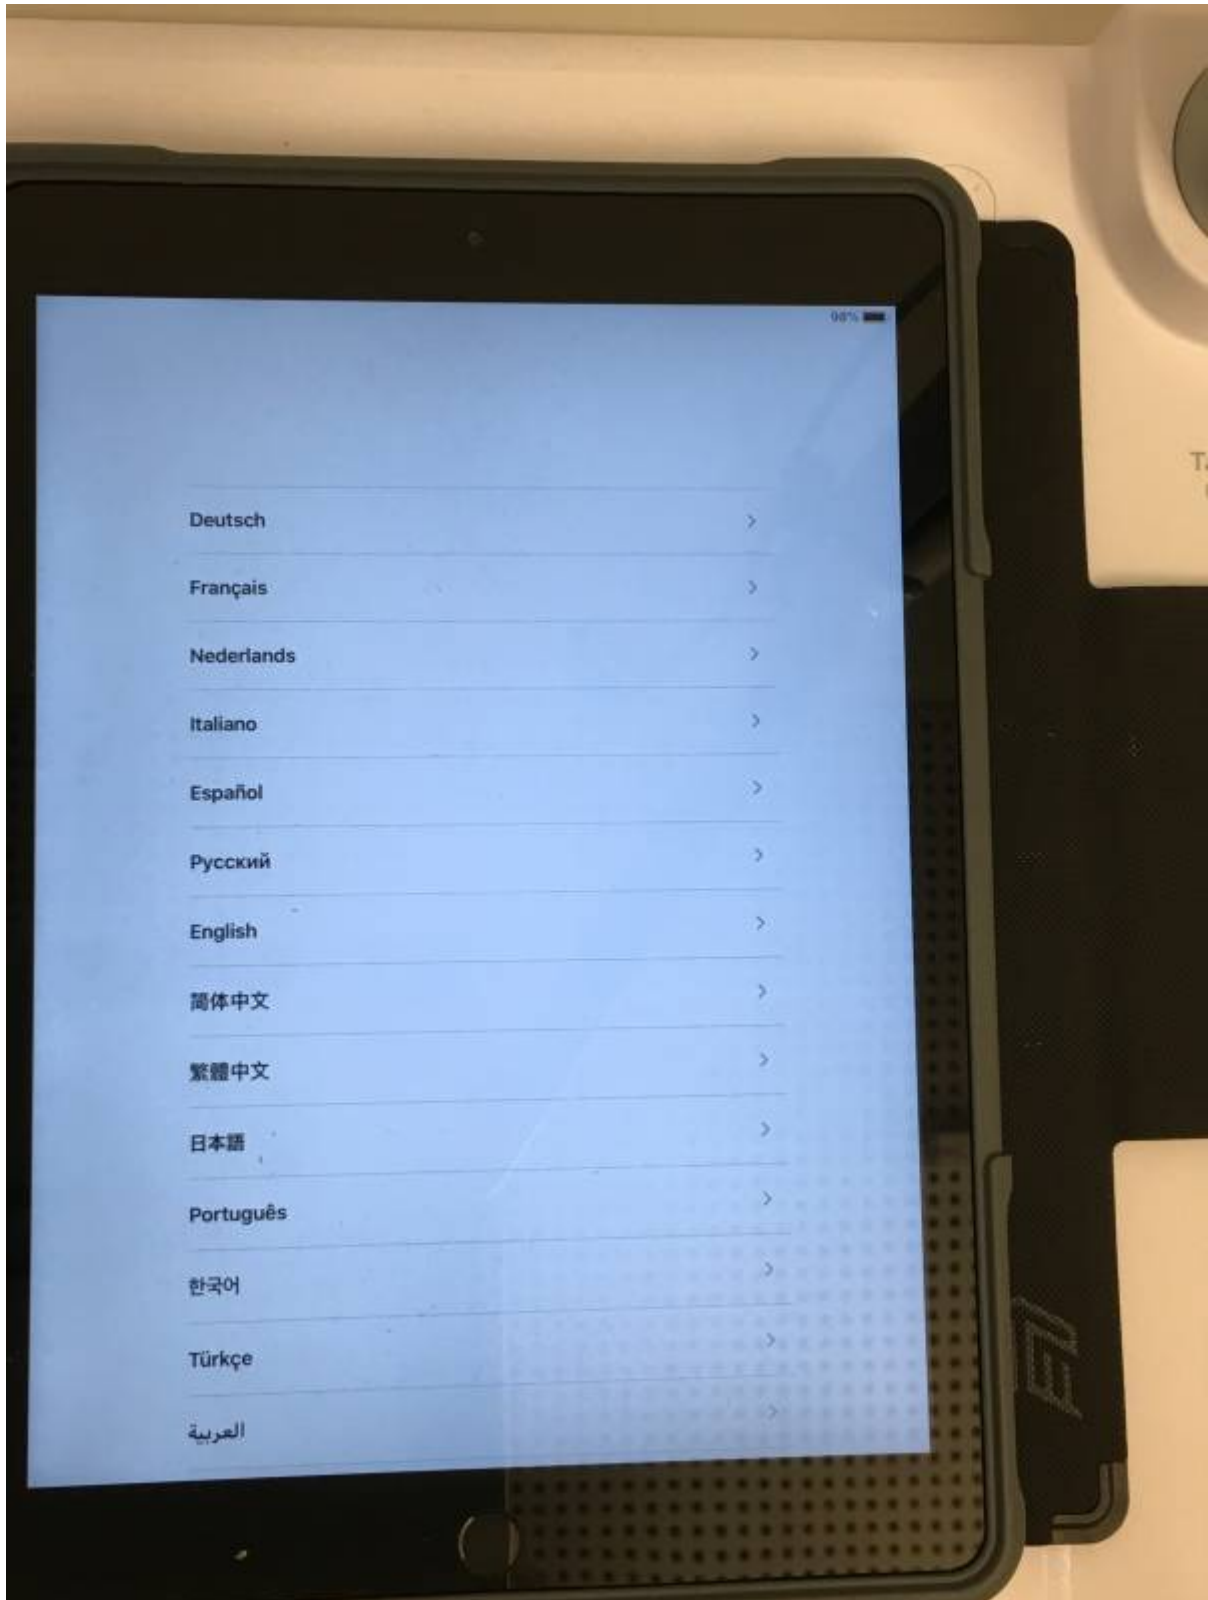 98%
Deutsch
Français
Nederlands
Italiano
Español
Русский
English
简体中文
繁體中文
日本語
Português
한국어
Türkçe
العربية